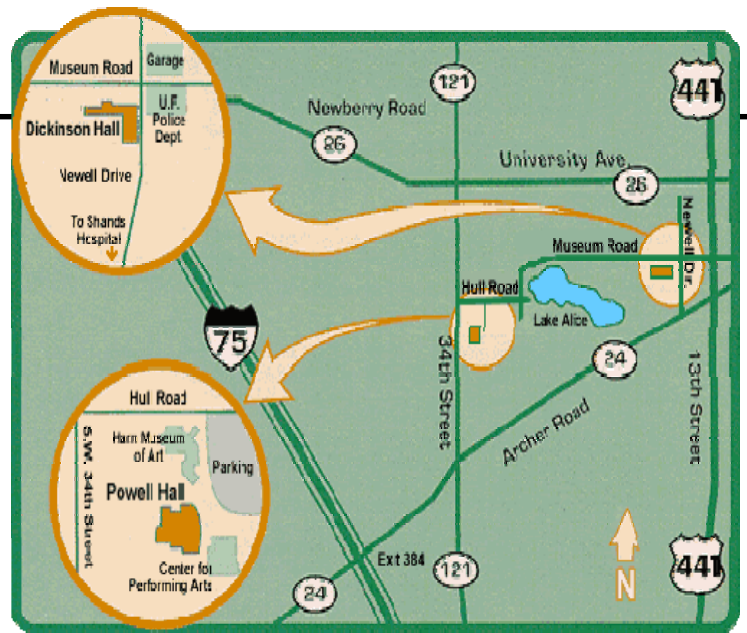 Museum Road
Garage
U.F.
Police
Dept.
Dickinson Hall
Newell Drive
To Shands
Hospital
121
441
Newberry Road
26
University Ave.
26
Newell Dr.
Museum Road
Hull Road
Lake Alice
75
34th Street
24
13th Street
Archer Road
Hull Road
S.W. 34th Street
Harn Museum
of Art
Parking
Powell Hall
Center for
Performing Arts
Exit 384
121
24
N
441